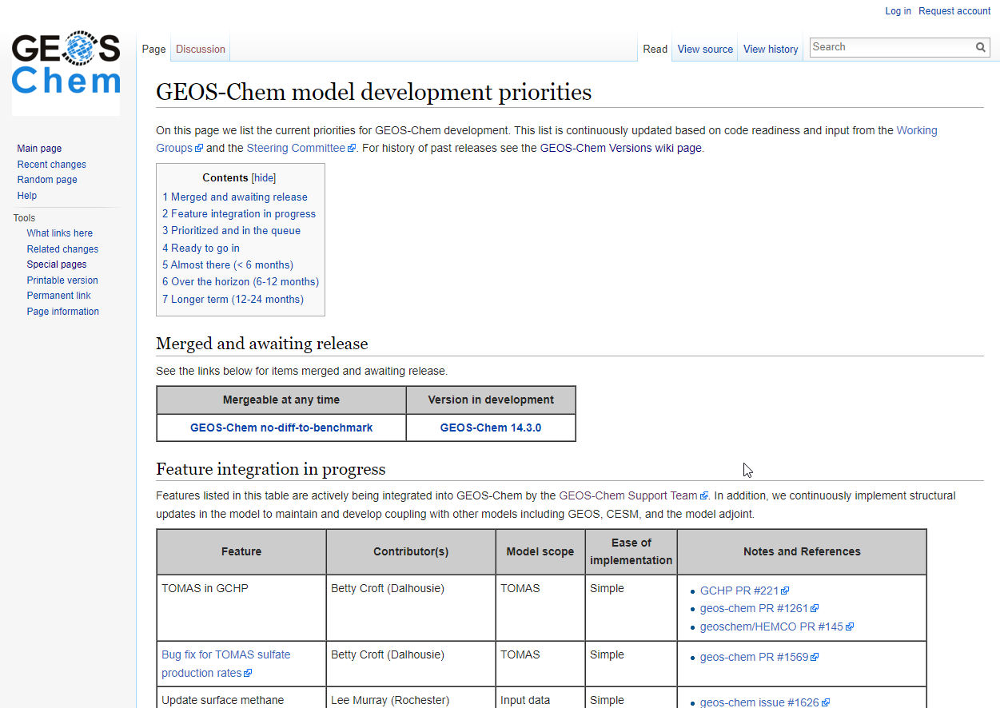 Log in Request account
GEOS
Chem
Page Discussion Read View source View history Search
GEOS-Chem model development priorities
On this page we list the current priorities for GEOS-Chem development. This list is continuously updated based on code readiness and input from the Working
Groups and the Steering Committee. For history of past releases see the GEOS-Chem Versions wiki page.
Main page
Recent changes
Random page
Help
Tools
What links here
Related changes
Special pages
Printable version
Permanent link
Page information
Contents [hide]
1 Merged and awaiting release
2 Feature integration in progress
3 Prioritized and in the queue
4 Ready to go in
5 Almost there (< 6 months)
6 Over the horizon (6-12 months)
7 Longer term (12-24 months)
Merged and awaiting release
See the links below for items merged and awaiting release.
Mergeable at any time Version in development
GEOS-Chem no-diff-to-benchmark GEOS-Chem 14.3.0
Feature integration in progress
Features listed in this table are actively being integrated into GEOS-Chem by the GEOS-Chem Support Team. In addition, we continuously implement structural
updates in the model to maintain and develop coupling with other models including GEOS, CESM, and the model adjoint.
Feature Contributor(s) Model scope Ease of
implementation Notes and References
TOMAS in GCHP Betty Croft (Dalhousie) TOMAS Simple
• GCHP PR #221
• geos-chem PR #1261
• geoschem/HEMCO PR #145
Bug fix for TOMAS sulfate
production rates Betty Croft (Dalhousie) TOMAS Simple
• geos-chem PR #1569
Update surface methane Lee Murray (Rochester) Input data Simple
• geos-chem issue #1626